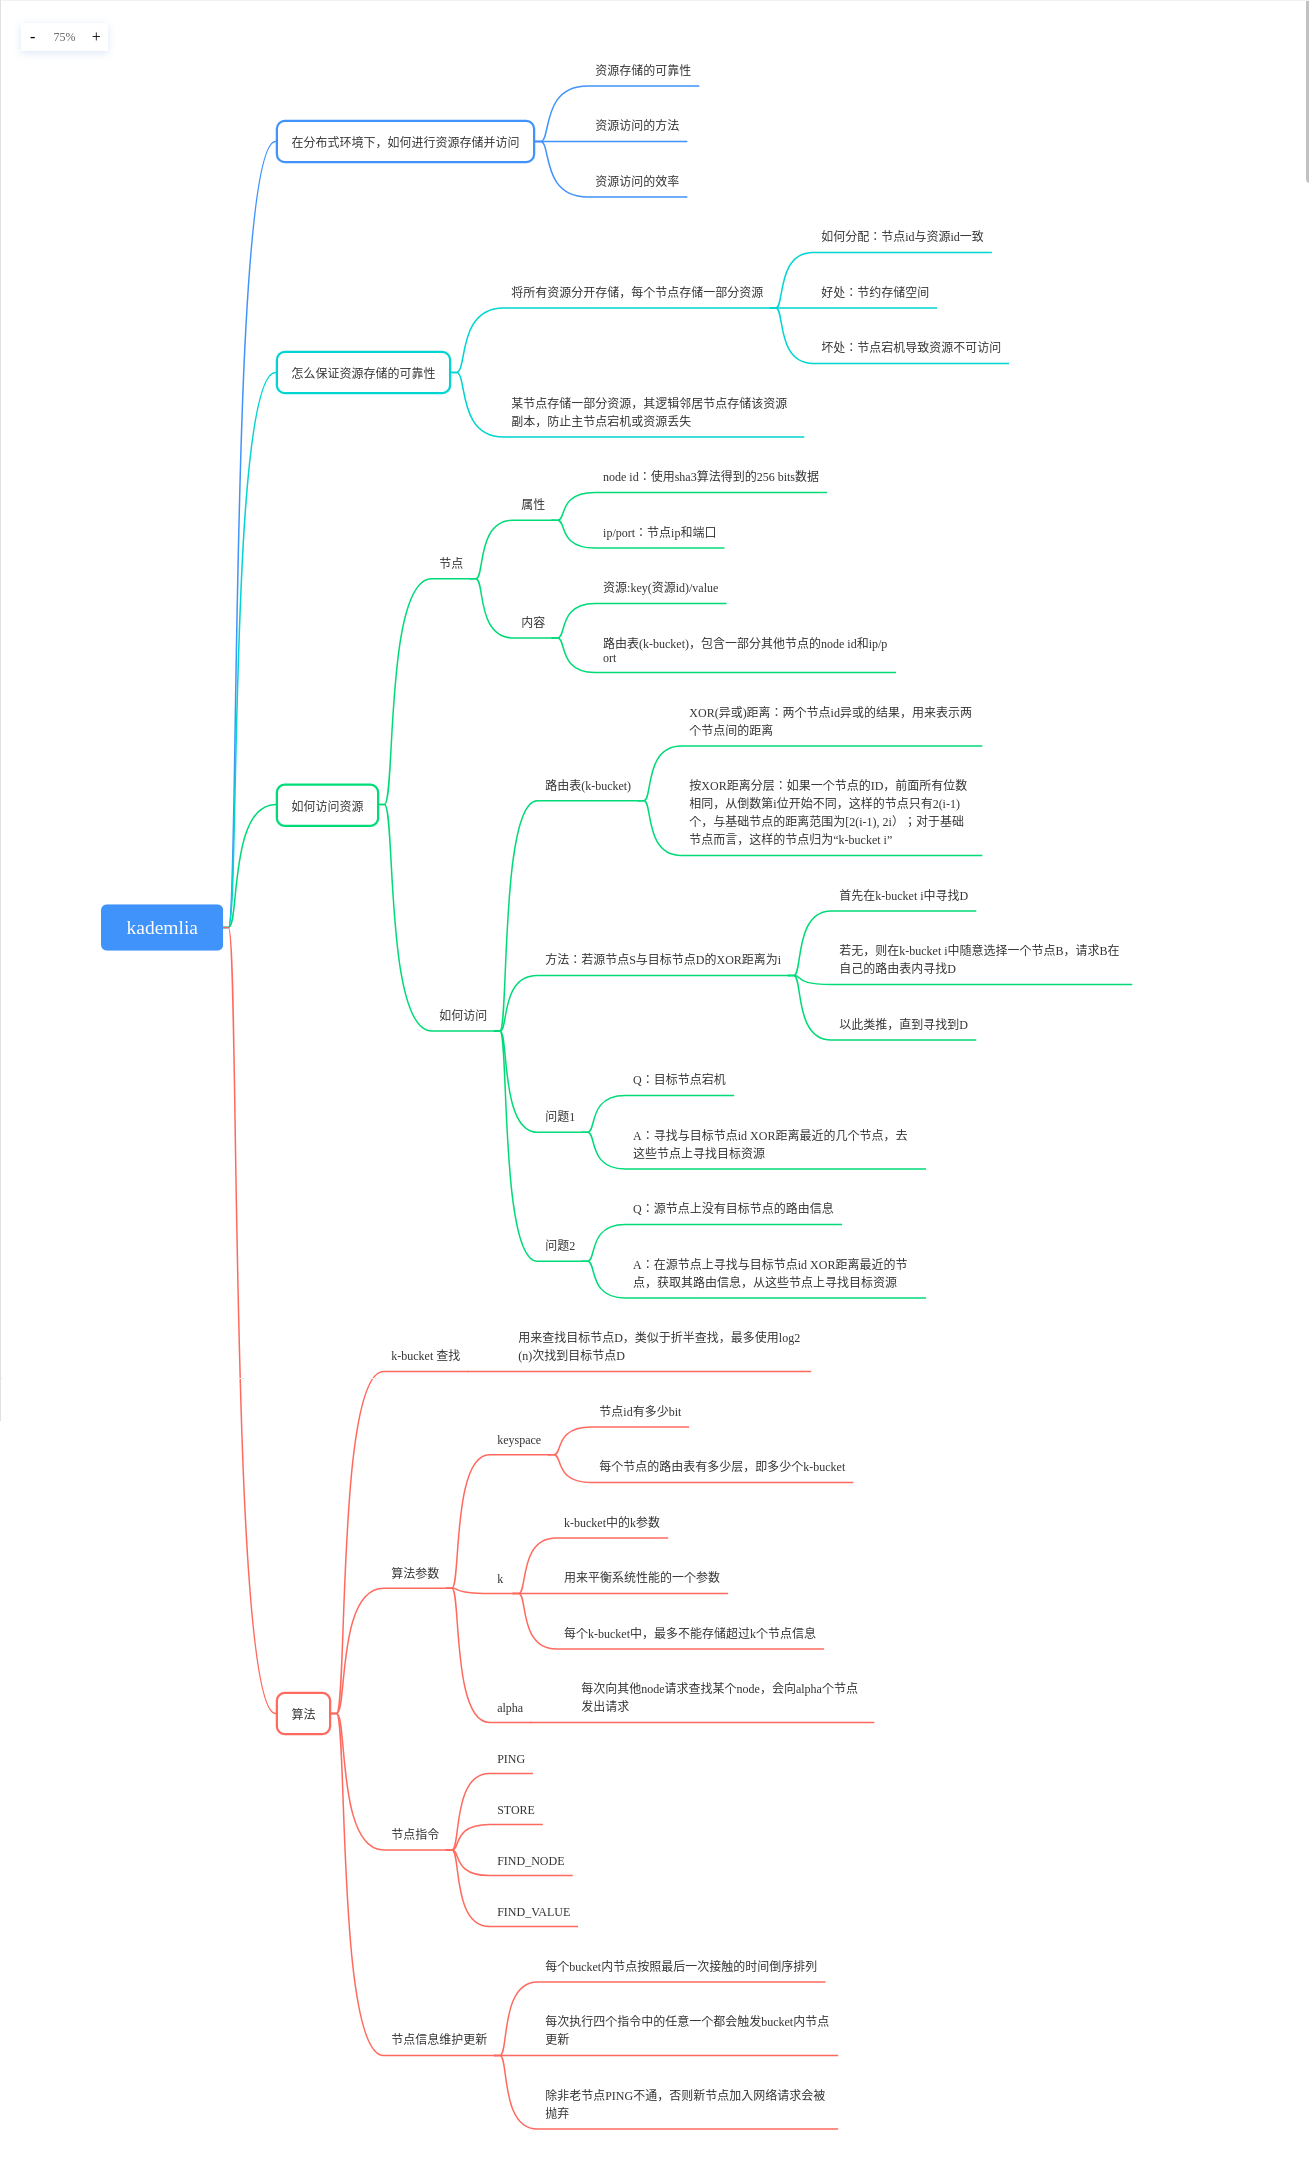 - 75% +
资源存储的可靠性
在分布式环境下，如何进行资源存储并访问
资源访问的方法
资源访问的效率
如何分配：节点id与资源id一致
将所有资源分开存储，每个节点存储一部分资源
好处：节约存储空间
坏处：节点宕机导致资源不可访问
怎么保证资源存储的可靠性
某节点存储一部分资源，其逻辑邻居节点存储该资源
副本，防止主节点宕机或资源丢失
node id：使用sha3算法得到的256 bits数据
属性
ip/port：节点ip和端口
节点
资源:key(资源id)/value
内容
路由表(k-bucket)，包含一部分其他节点的node id和ip/p
ort
XOR(异或)距离：两个节点id异或的结果，用来表示两
个节点间的距离
路由表(k-bucket)
按XOR距离分层：如果一个节点的ID，前面所有位数
相同，从倒数第i位开始不同，这样的节点只有2(i-1)
个，与基础节点的距离范围为[2(i-1), 2i）；对于基础
节点而言，这样的节点归为“k-bucket i”
如何访问资源
首先在k-bucket i中寻找D
kademlia
方法：若源节点S与目标节点D的XOR距离为i
若无，则在k-bucket i中随意选择一个节点B，请求B在
自己的路由表内寻找D
如何访问
以此类推，直到寻找到D
Q：目标节点宕机
问题1
A：寻找与目标节点id XOR距离最近的几个节点，去
这些节点上寻找目标资源
Q：源节点上没有目标节点的路由信息
问题2
A：在源节点上寻找与目标节点id XOR距离最近的节
点，获取其路由信息，从这些节点上寻找目标资源
k-bucket 查找
用来查找目标节点D，类似于折半查找，最多使用log2
(n)次找到目标节点D
节点id有多少bit
keyspace
每个节点的路由表有多少层，即多少个k-bucket
k-bucket中的k参数
算法参数
k
用来平衡系统性能的一个参数
每个k-bucket中，最多不能存储超过k个节点信息
每次向其他node请求查找某个node，会向alpha个节点
发出请求
alpha
算法
PING
STORE
节点指令
FIND_NODE
FIND_VALUE
每个bucket内节点按照最后一次接触的时间倒序排列
节点信息维护更新
每次执行四个指令中的任意一个都会触发bucket内节点
更新
除非老节点PING不通，否则新节点加入网络请求会被
抛弃